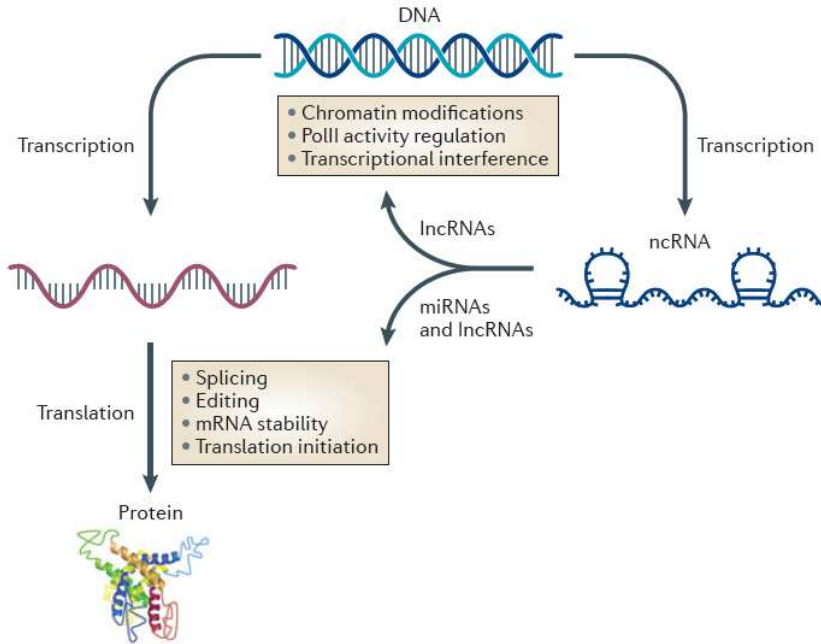 DNA
• Chromatin modifications
• PolII activity regulation
• Transcriptional interference
Transcription
Transcription
lncRNAs
ncRNA
miRNAs
and lncRNAs
• Splicing
• Editing
• mRNA stability
• Translation initiation
Translation
Protein